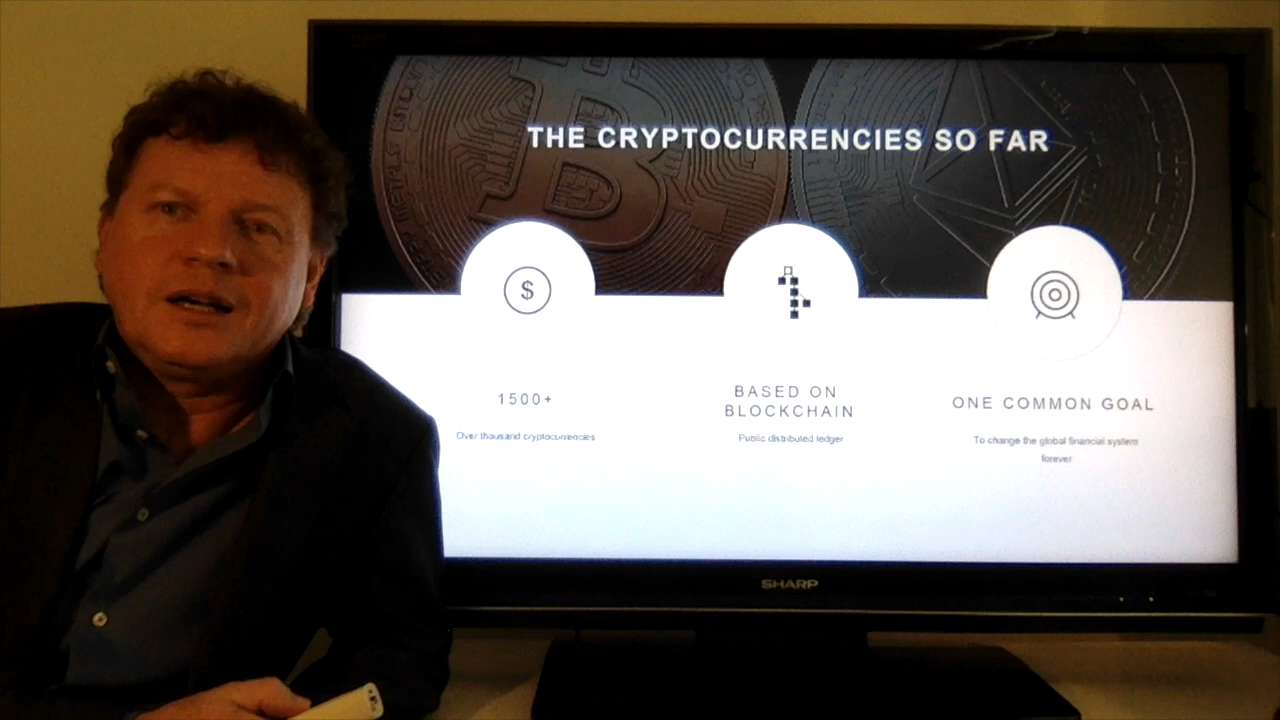 THE CRYPTOCURRENCIES SO FAR
$
1500+
Over thousand cryptocurrencies
BASED ON
BLOCKCHAIN
Public distributed ledger
ONE COMMON GOAL
To change the global financial system
forever
SHARP